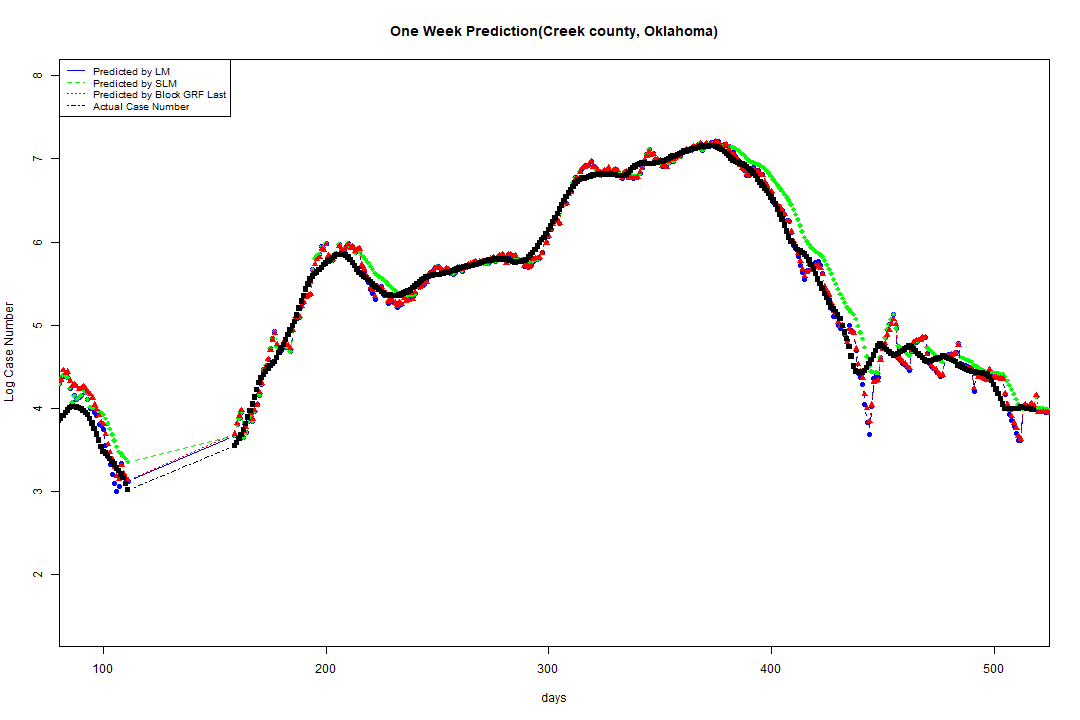 One Week Prediction(Creek county, Oklahoma)
Predicted by LM
Predicted by SLM
Predicted by Block GRF Last
Actual Case Number
Log Case Number
8
7
6
5
4
3
2
100 200 300 400 500
days